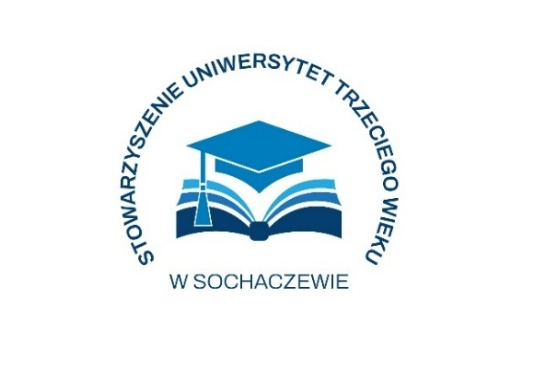 STOWARZYSZENIE UNIWERSYTET TRZECIEGO WIEKU
W SOCHACZEWIE